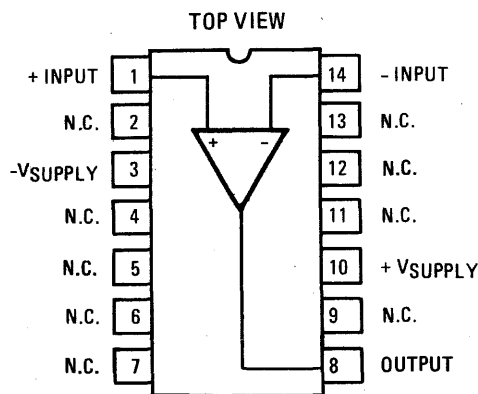 TOP VIEW
+ INPUT 1 14 - INPUT
N.C. 2 13 N.C.
-VSUPPLY 3 12 N.C.
N.C. 4 11 N.C.
N.C. 5 10 + VSUPPLY
N.C. 6 9 N.C.
N.C. 7 8 OUTPUT
+ -